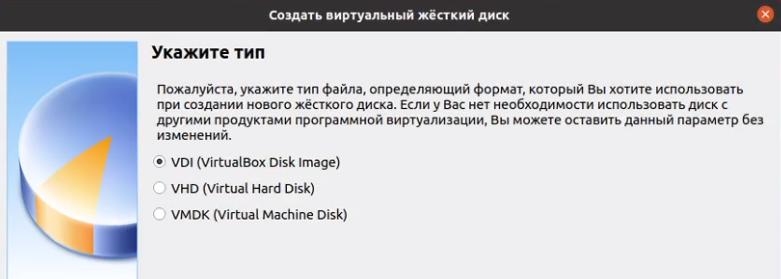 Создать виртуальный жёсткий диск
Укажите тип
Пожалуйста, укажите тип файла, определяющий формат, который Вы хотите использовать
при создании нового жёсткого диска. Если у Вас нет необходимости использовать диск с
другими продуктами программной виртуализации, Вы можете оставить данный параметр без
изменений.
VDI (VirtualBox Disk Image)
VHD (Virtual Hard Disk)
VMDK (Virtual Machine Disk)